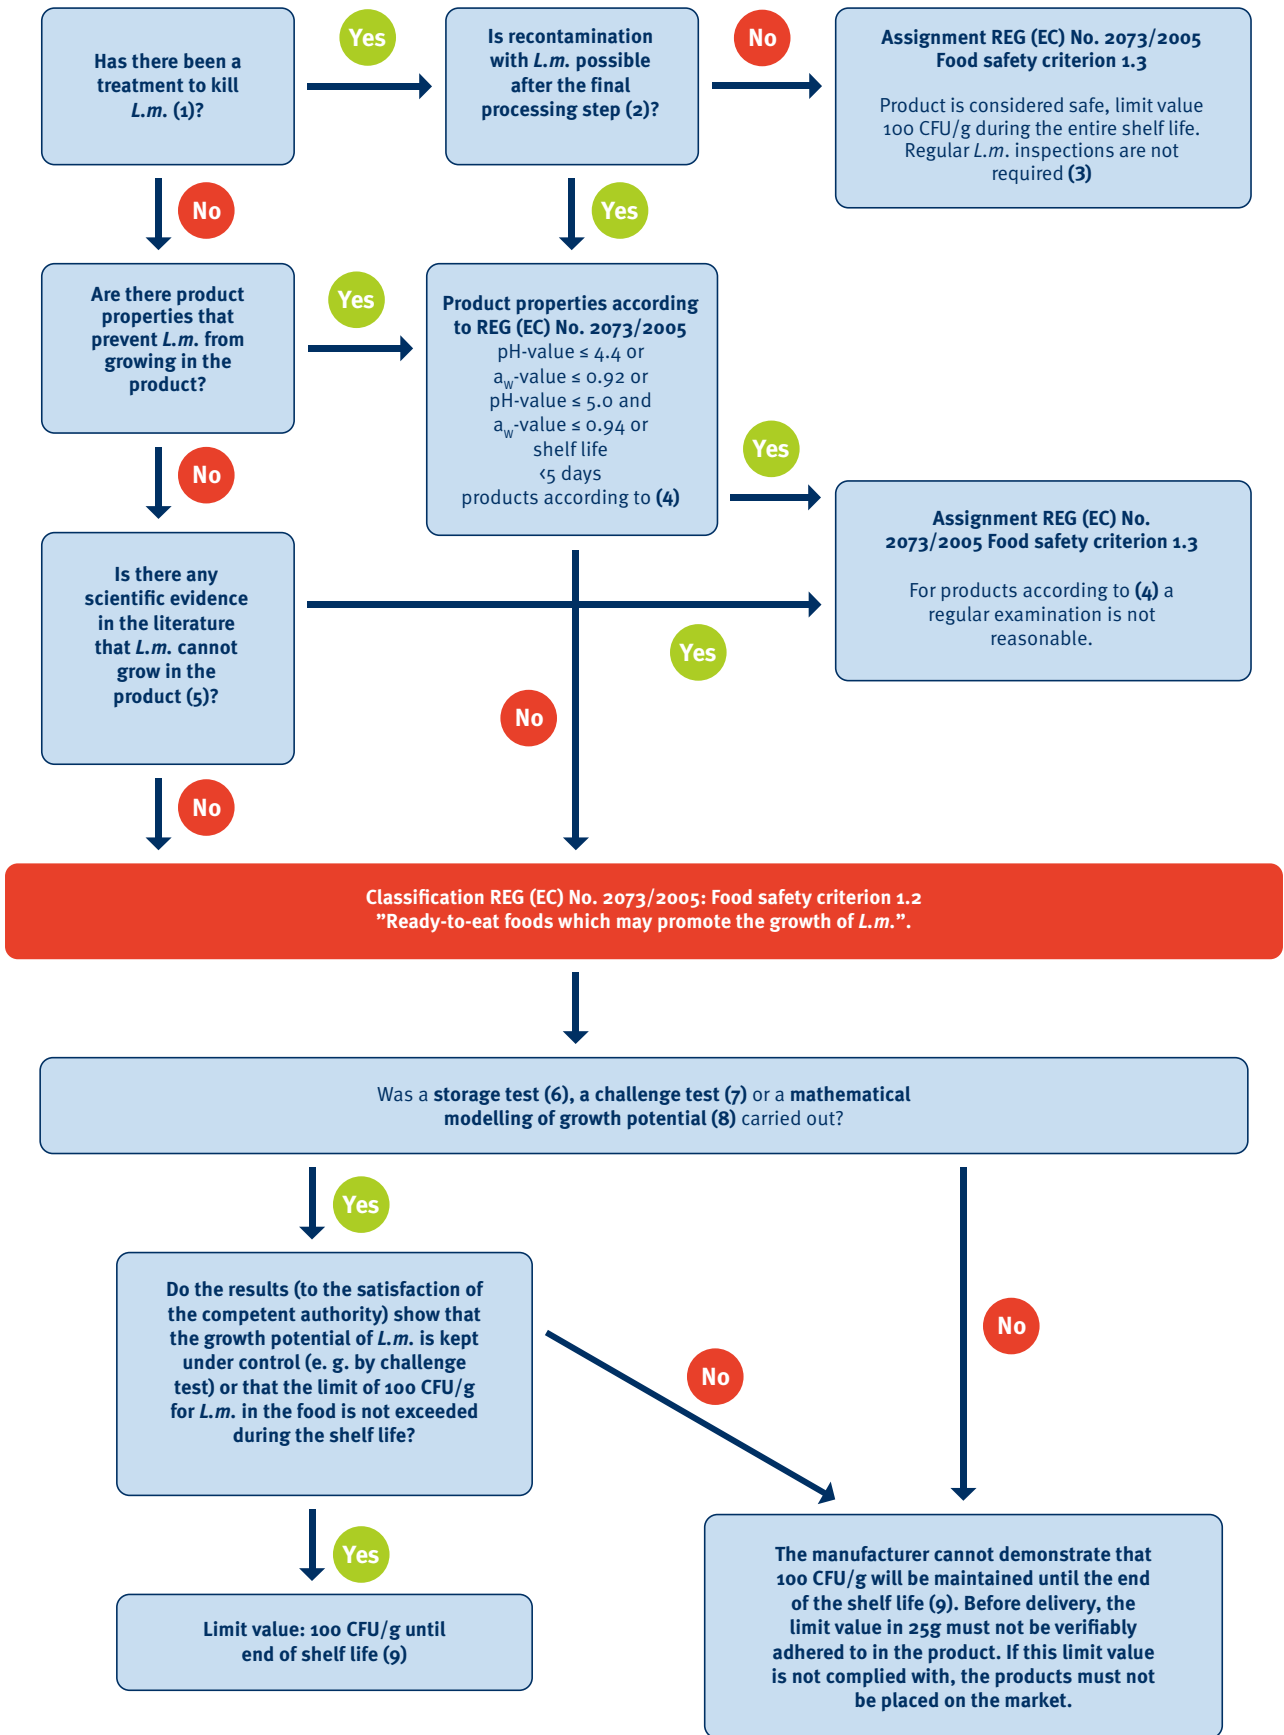 Has there been a
treatment to kill
L.m. (1)?
Yes
Is recontamination
with L.m. possible
after the final
processing step (2)?
No
Assignment REG (EC) No. 2073/2005
Food safety criterion 1.3
Product is considered safe, limit value
100 CFU/g during the entire shelf life.
Regular L.m. inspections are not
required (3)
No
Yes
Are there product
properties that
prevent L.m. from
growing in the
product?
Yes
Product properties according
to REG (EC) No. 2073/2005
pH-value ≤ 4.4 or
aw-value ≤ 0.92 or
pH-value ≤ 5.0 and
aw-value ≤ 0.94 or
shelf life
<5 days
products according to (4)
Yes
No
Assignment REG (EC) No.
2073/2005 Food safety criterion 1.3
For products according to (4) a
regular examination is not
reasonable.
Is there any
scientific evidence
in the literature
that L.m. cannot
grow in the
product (5)?
Yes
No
No
Classification REG (EC) No. 2073/2005: Food safety criterion 1.2
”Ready-to-eat foods which may promote the growth of L.m.”.
Was a storage test (6), a challenge test (7) or a mathematical
modelling of growth potential (8) carried out?
Yes
Do the results (to the satisfaction of
the competent authority) show that
the growth potential of L.m. is kept
under control (e. g. by challenge
test) or that the limit of 100 CFU/g
for L.m. in the food is not exceeded
during the shelf life?
No
No
Yes
Limit value: 100 CFU/g until
end of shelf life (9)
The manufacturer cannot demonstrate that
100 CFU/g will be maintained until the end
of the shelf life (9). Before delivery, the
limit value in 25g must not be verifiably
adhered to in the product. If this limit value
is not complied with, the products must not
be placed on the market.